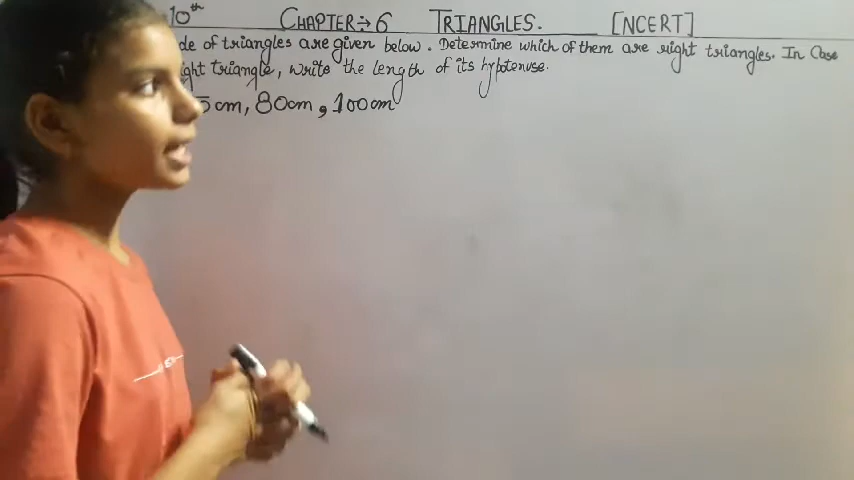 10th CHAPTER:- 6 TRIANGLES. [NCERT]
de of triangles are given below. Determine which of them are right triangles. In Case
ght triangle, write the length of its hypotenuse.
5cm, 80cm, 100cm